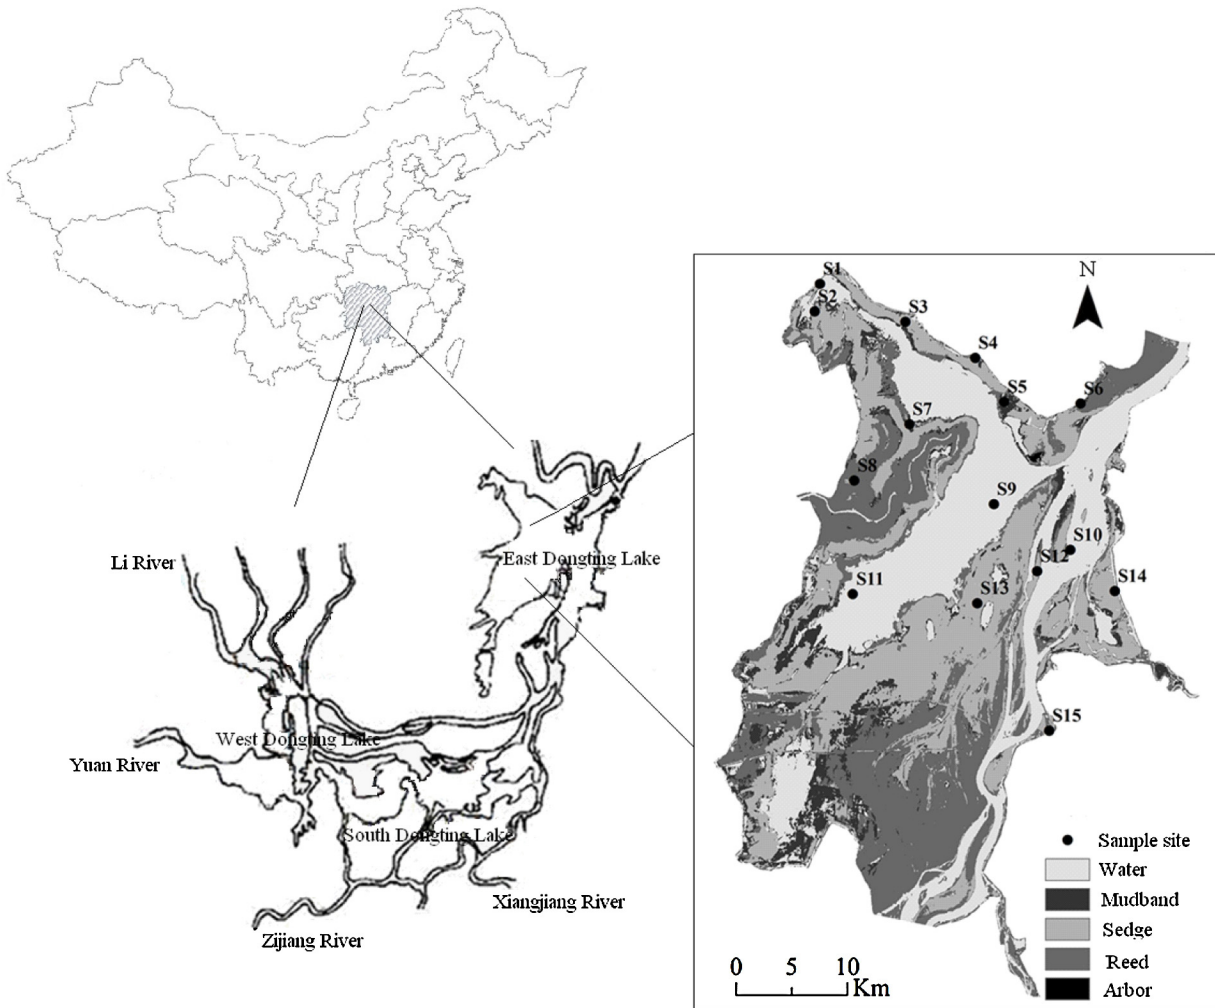 S1
N
S2
S3
S4
S5
S6
S7
S8
S9
East Dongting Lake
S10
Li River
S12
S14
S11
S13
S15
West Dongting Lake
Yuan River
South Dongting Lake
Sample site
Water
Xiangjiang River
Mudband
Sedge
Zijiang River
Reed
0 5 10
Km
Arbor